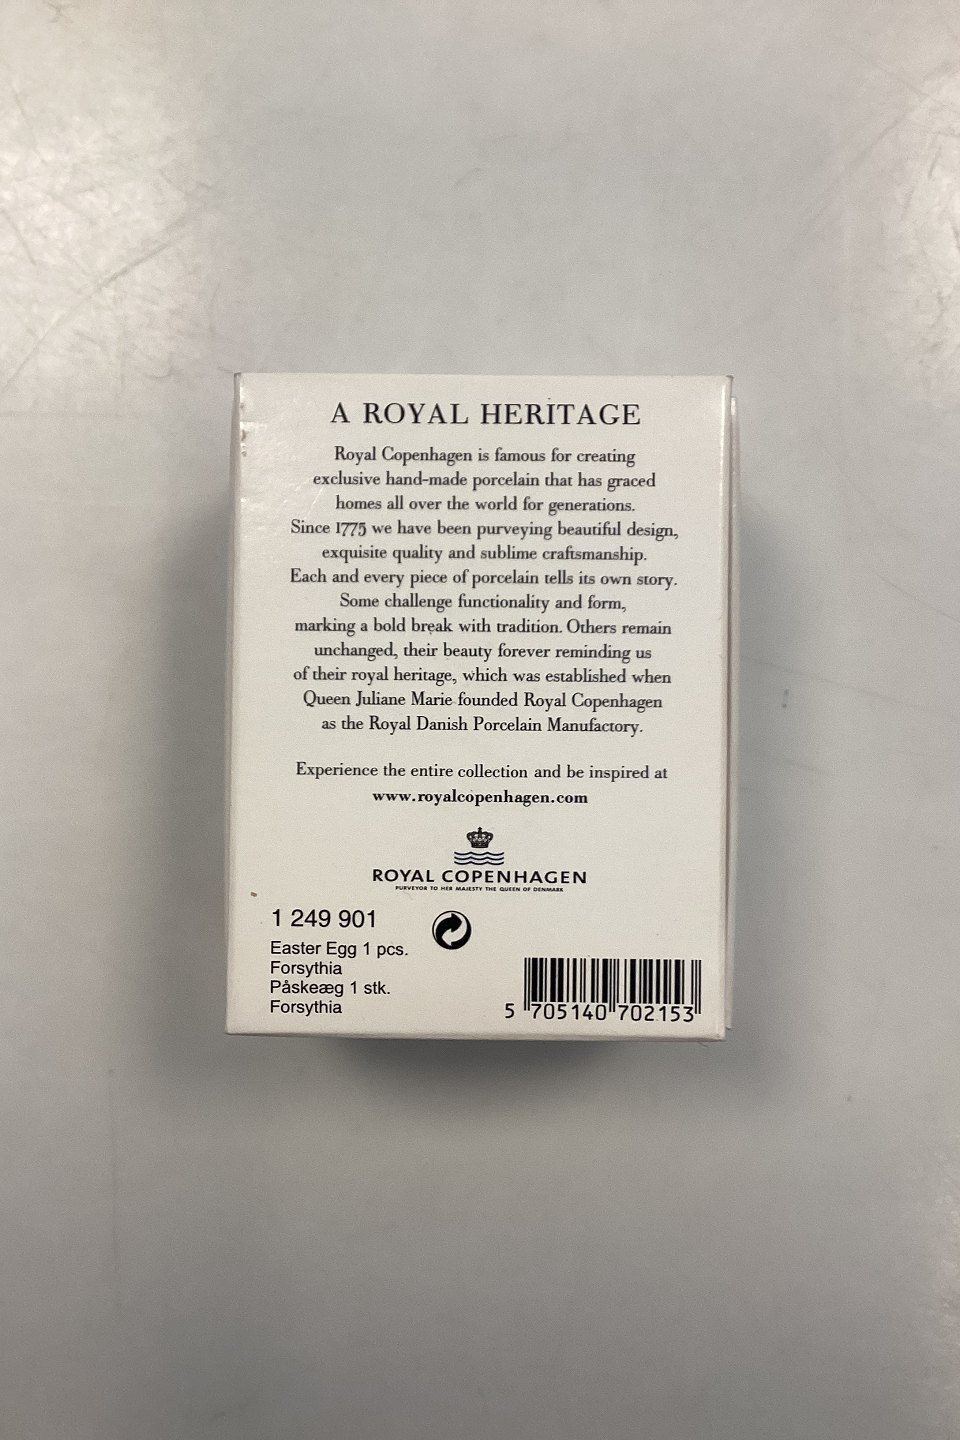 A ROYAL HERITAGE
Royal Copenhagen is famous for creating
exclusive hand-made porcelain that has graced
homes all over the world for generations.
Since 1775 we have been purveying beautiful design,
exquisite quality and sublime craftsmanship.
Each and every piece of porcelain tells its own story.
Some challenge functionality and form,
marking a bold break with tradition. Others remain
unchanged, their beauty forever reminding us
of their royal heritage, which was established when
Queen Juliane Marie founded Royal Copenhagen
as the Royal Danish Porcelain Manufactory.
Experience the entire collection and be inspired at
www.royalcopenhagen.com
ROYAL COPENHAGEN
PURVEYOR TO HER MAJESTY THE QUEEN OF DENMARK
1 249 901
Easter Egg 1 pcs.
Forsythia
Påskeæg 1 stk.
Forsythia
5 705140 702153